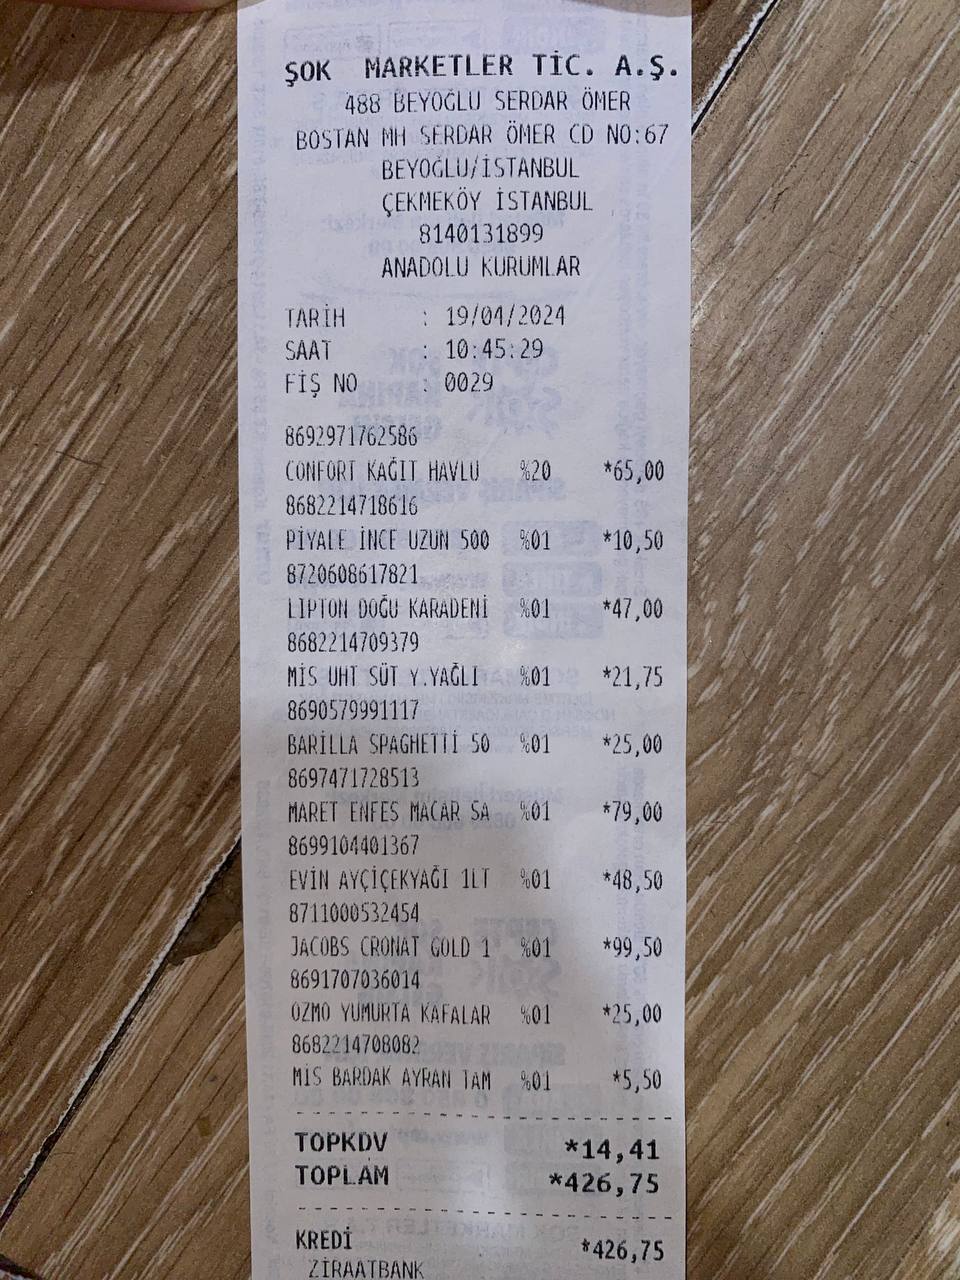 ŞOK MARKETLER TİC. A.Ş.
488 BEYOĞLU SERDAR ÖMER
BOSTAN MH SERDAR ÖMER CD NO:67
BEYOĞLU/İSTANBUL
ÇEKMEKÖY İSTANBUL
8140131899
ANADOLU KURUMLAR
TARİH : 19/04/2024
SAAT : 10:45:29
FİŞ NO : 0029
8692971762586
CONFORT KAĞIT HAVLU %20 *65,00
8682214718616
PİYALE İNCE UZUN 500 %01 *10,50
8720608617821
LIPTON DOĞU KARADENİ %01 *47,00
8682214709379
MİS UHT SÜT Y.YAĞLI %01 *21,75
8690579991117
BARILLA SPAGHETTİ 50 %01 *25,00
8697471728513
MARET ENFES MACAR SA %01 *79,00
8699104401367
EVİN AYÇİÇEKYAĞI 1LT %01 *48,50
8711000532454
JACOBS CRONAT GOLD 1 %01 *99,50
8691707036014
OZMO YUMURTA KAFALAR %01 *25,00
8682214708082
MİS BARDAK AYRAN TAM %01 *5,50
TOPKDV *14,41
TOPLAM *426,75
KREDİ *426,75
ZİRAATBANK